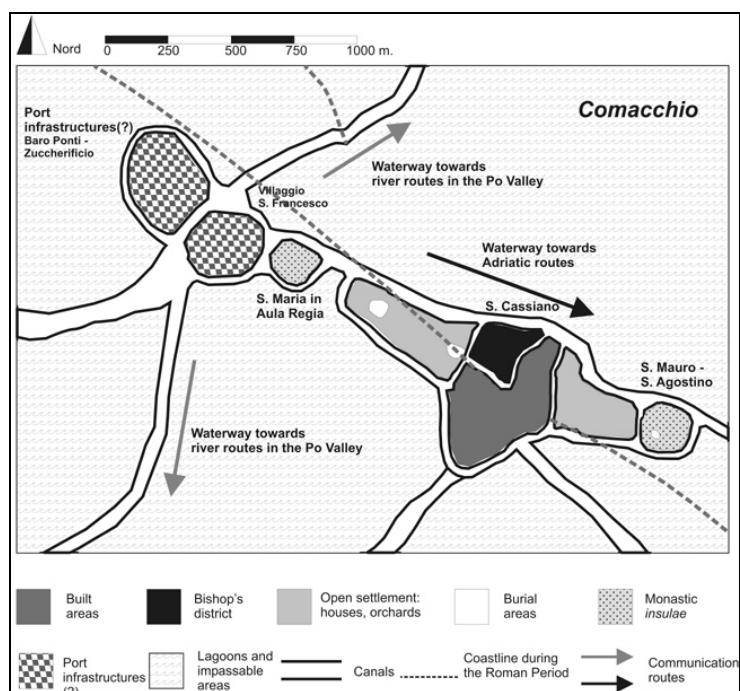 Nord
0 250 500 750 1000 m.
Comacchio
Port
infrastructures(?)
Baro Ponti -
Zuccherificio
Waterway towards
river routes in the Po Valley
Villaggio
S. Francesco
Waterway towards
Adriatic routes
S. Maria in
Aula Regia
S. Cassiano
S. Mauro -
S. Agostino
Waterway towards
river routes in the Po Valley
Built
areas
Bishop's
district
Open settlement:
houses, orchards
Burial
areas
Monastic
insulae
Port
infrastructures
(?)
Lagoons and
impassable
areas
Canals
Coastline during
the Roman Period
Communication
routes